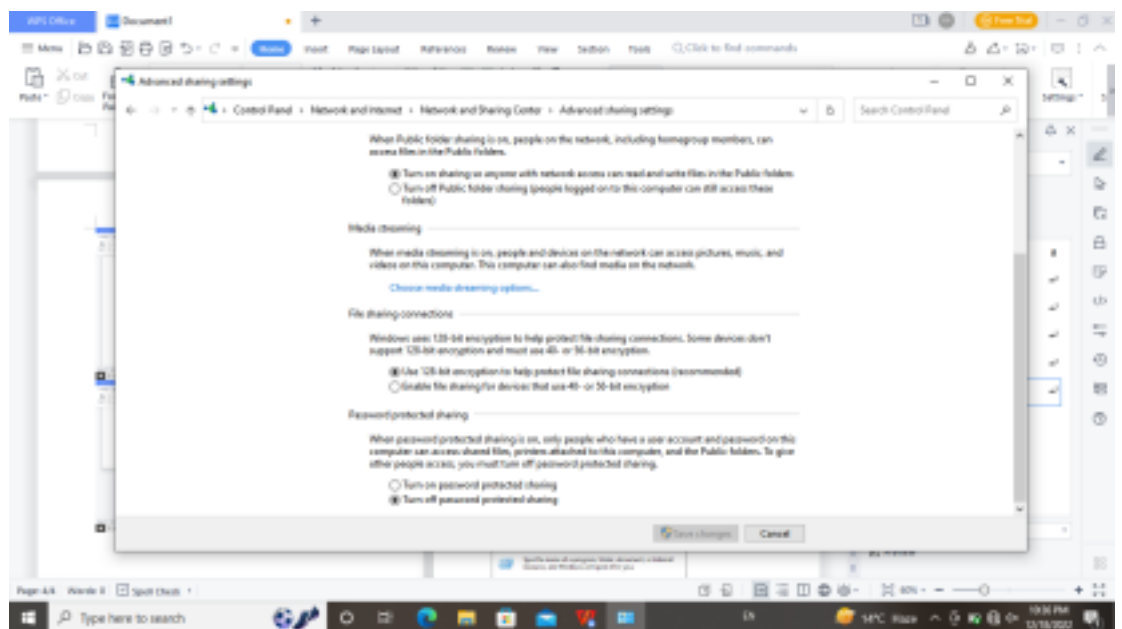 WPS Office Document1 + Free Trial
Menu Home Insert Page Layout References Review View Section Tools Click to find commands
Cut
Paste Copy Settings
Advanced sharing settings
Control Panel › Network and Internet › Network and Sharing Center › Advanced sharing settings Search Control Panel
When Public folder sharing is on, people on the network, including homegroup members, can
access files in the Public folders.
Turn on sharing so anyone with network access can read and write files in the Public folders
Turn off Public folder sharing (people logged on to this computer can still access these
folders)
Media streaming
When media streaming is on, people and devices on the network can access pictures, music, and
videos on this computer. This computer can also find media on the network.
Choose media streaming options...
File sharing connections
Windows uses 128-bit encryption to help protect file sharing connections. Some devices don't
support 128-bit encryption and must use 40- or 56-bit encryption.
Use 128-bit encryption to help protect file sharing connections (recommended)
Enable file sharing for devices that use 40- or 56-bit encryption
Password protected sharing
When password protected sharing is on, only people who have a user account and password on this
computer can access shared files, printers attached to this computer, and the Public folders. To give
other people access, you must turn off password protected sharing.
Turn on password protected sharing
Turn off password protected sharing
Save changes Cancel
Page: 4/4 Words: 0 Spell Check 60%
Type here to search EN 14°C Haze 10:36 PM
12/18/2022